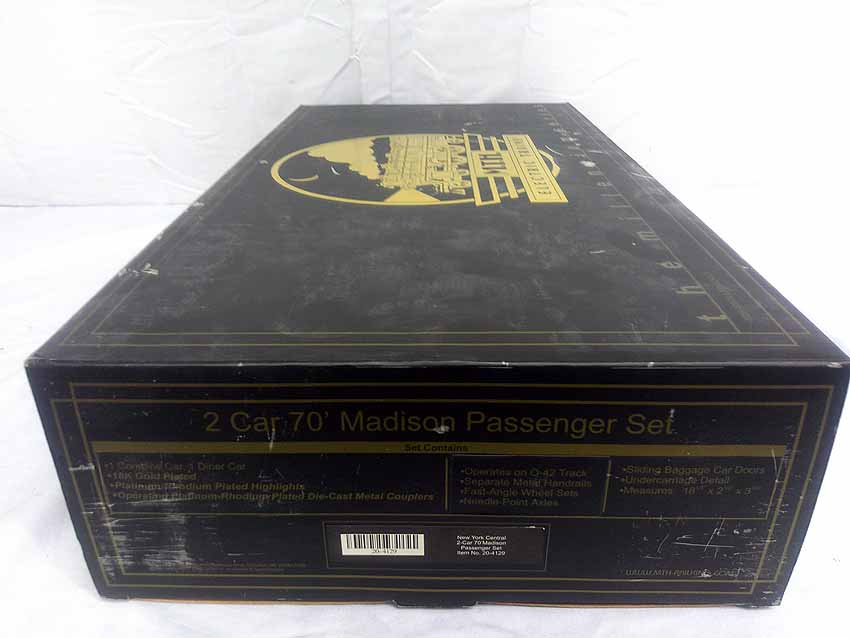 MTH
ELECTRIC TRAINS
2 Car 70' Madison Passenger Set
Set Contains
•1 Combine Car, 1 Diner Car
•18K Gold Plated
•Platinum-Rhodium Plated Highlights
•Operating Platinum-Rhodium Plated Die-Cast Metal Couplers
•Operates on O-42 Track
•Separate Metal Handrails
•Fast-Angle Wheel Sets
•Needle-Point Axles
•Sliding Baggage Car Doors
•Undercarriage Detail
•Measures
20-4129
New York Central
2-Car 70'Madison
Passenger Set
Item No. 20-4129